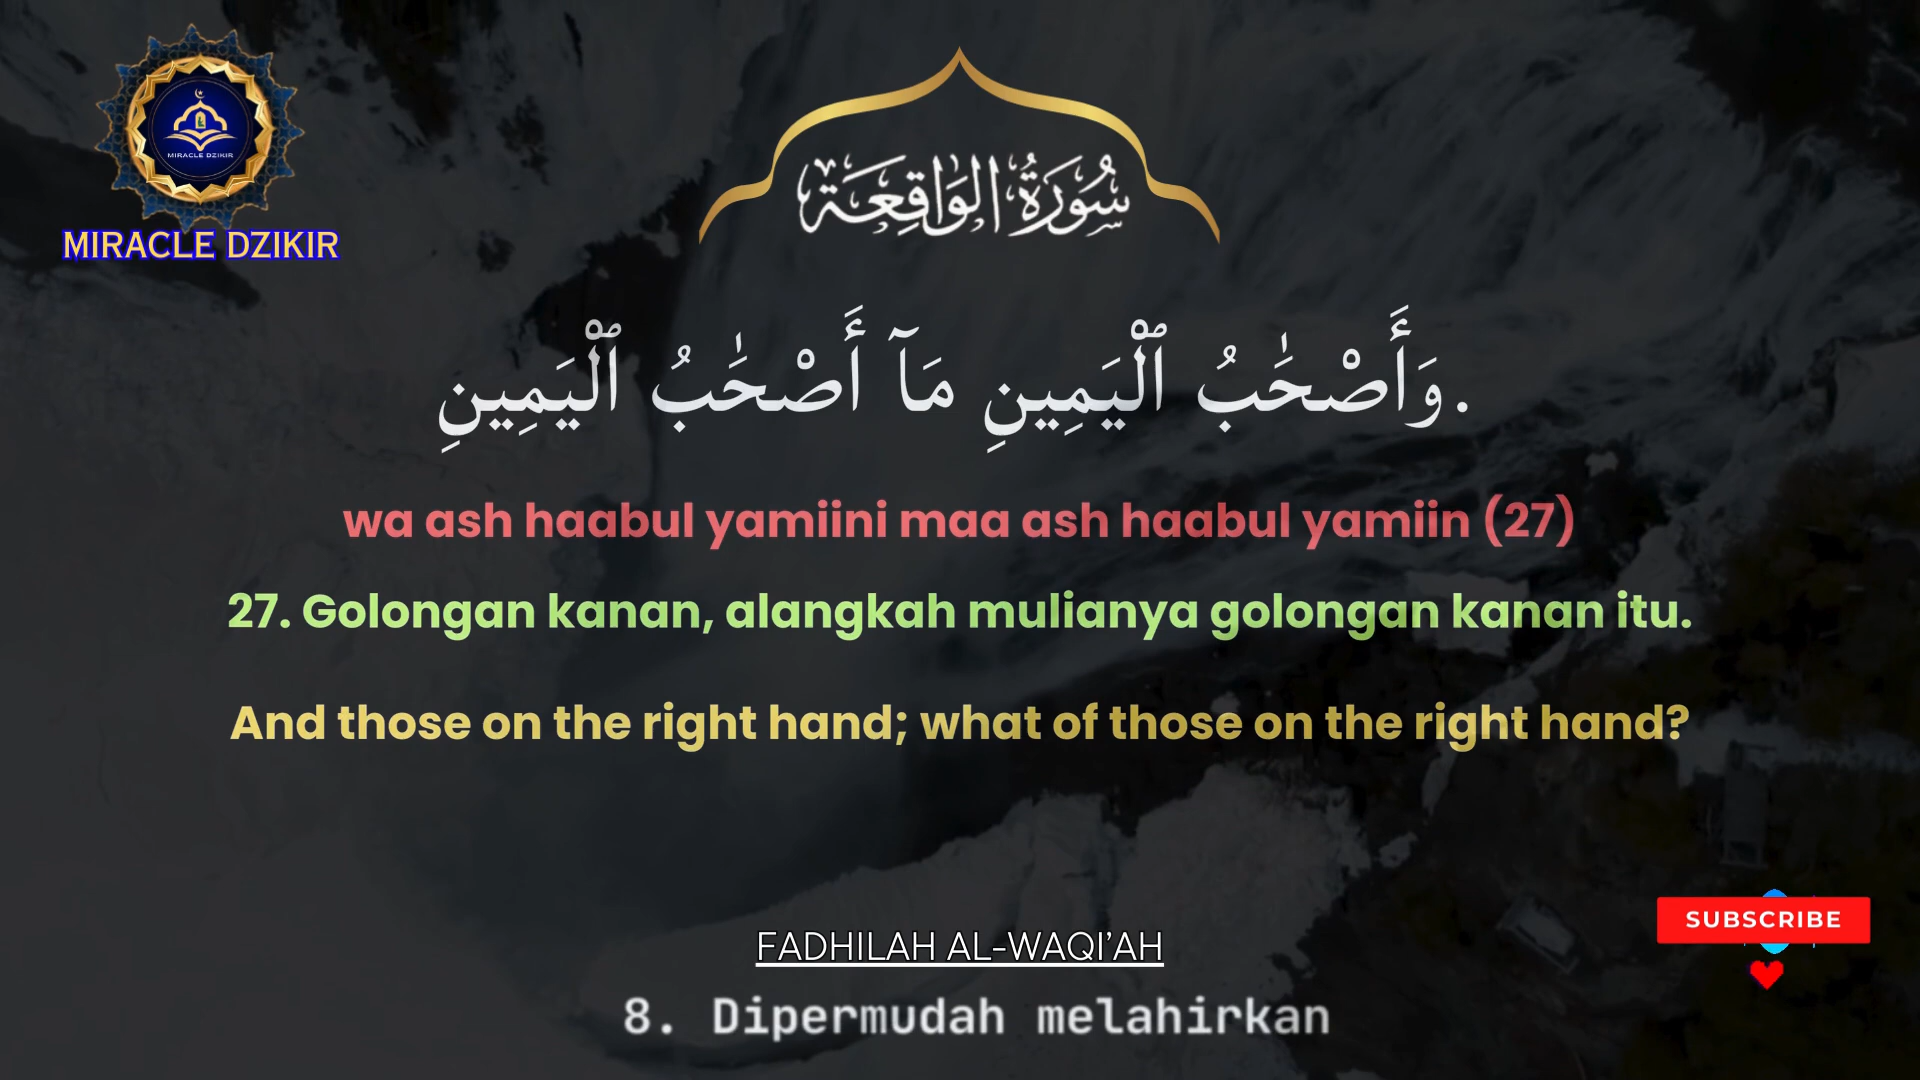 MIRACLE DZIKIR
MIRACLE DZIKIR
سُورَةُ الوَاقِعَة
.وَأَصْحَٰبُ ٱلْيَمِينِ مَآ أَصْحَٰبُ ٱلْيَمِينِ
wa ash haabul yamiini maa ash haabul yamiin (27)
27. Golongan kanan, alangkah mulianya golongan kanan itu.
And those on the right hand; what of those on the right hand?
SUBSCRIBE
FADHILAH AL-WAQI’AH
8. Dipermudah melahirkan